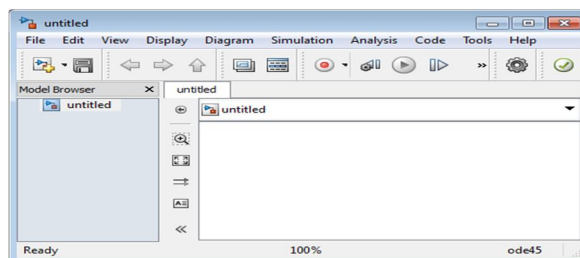 untitled
File Edit View Display Diagram Simulation Analysis Code Tools Help
Model Browser
untitled
untitled
untitled
Ready 100% ode45